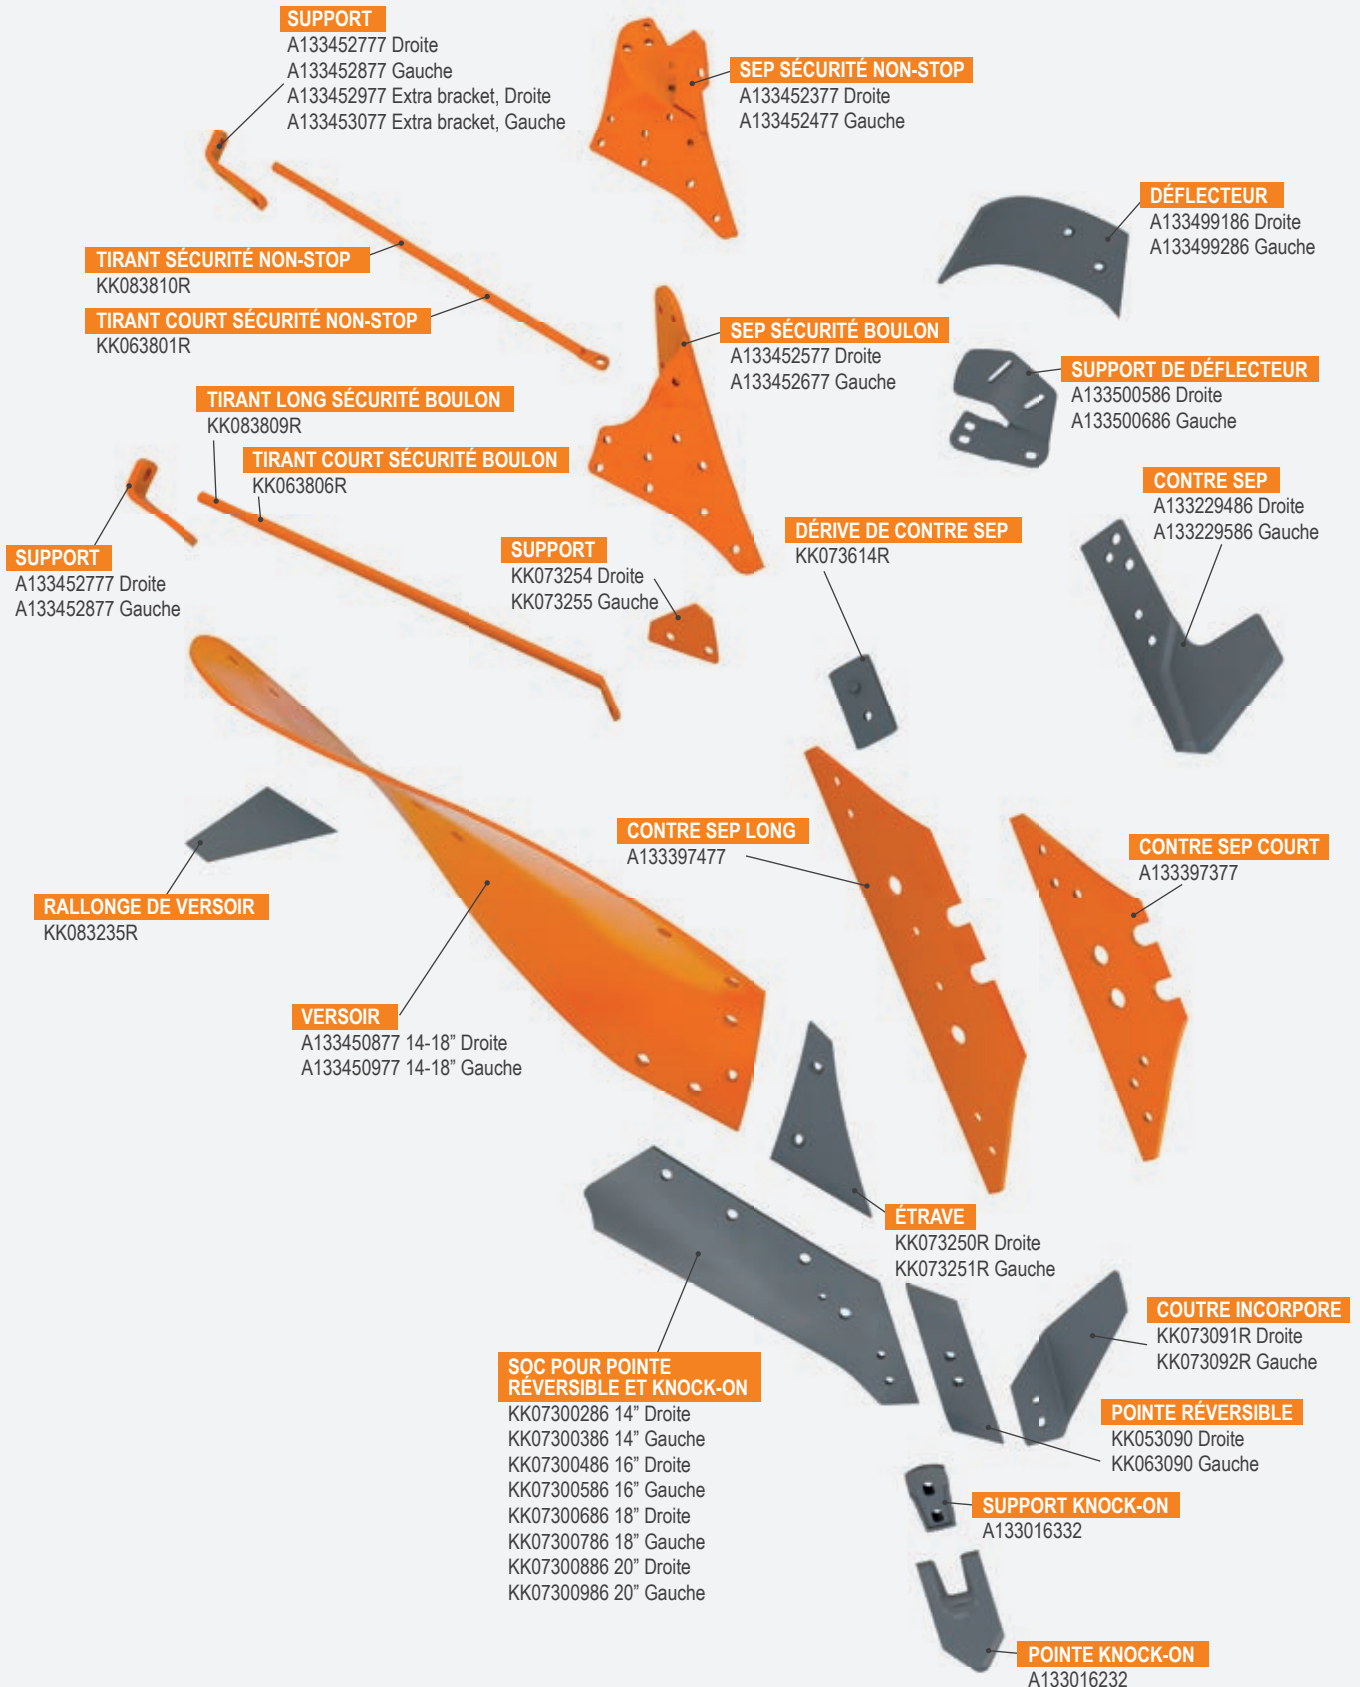 SUPPORT
A133452777 Droite
A133452877 Gauche
A133452977 Extra bracket, Droite
A133453077 Extra bracket, Gauche
SEP SÉCURITÉ NON-STOP
A133452377 Droite
A133452477 Gauche
DÉFLECTEUR
A133499186 Droite
A133499286 Gauche
TIRANT SÉCURITÉ NON-STOP
KK083810R
TIRANT COURT SÉCURITÉ NON-STOP
KK063801R
SEP SÉCURITÉ BOULON
A133452577 Droite
A133452677 Gauche
SUPPORT DE DÉFLECTEUR
A133500586 Droite
A133500686 Gauche
TIRANT LONG SÉCURITÉ BOULON
KK083809R
TIRANT COURT SÉCURITÉ BOULON
KK063806R
CONTRE SEP
A133229486 Droite
A133229586 Gauche
DÉRIVE DE CONTRE SEP
KK073614R
SUPPORT
KK073254 Droite
KK073255 Gauche
SUPPORT
A133452777 Droite
A133452877 Gauche
CONTRE SEP LONG
A133397477
CONTRE SEP COURT
A133397377
RALLONGE DE VERSOIR
KK083235R
VERSOIR
A133450877 14-18” Droite
A133450977 14-18” Gauche
ÉTRAVE
KK073250R Droite
KK073251R Gauche
COUTRE INCORPORE
KK073091R Droite
KK073092R Gauche
SOC POUR POINTE
RÉVERSIBLE ET KNOCK-ON
KK07300286 14” Droite
KK07300386 14” Gauche
KK07300486 16” Droite
KK07300586 16” Gauche
KK07300686 18” Droite
KK07300786 18” Gauche
KK07300886 20” Droite
KK07300986 20” Gauche
POINTE RÉVERSIBLE
KK053090 Droite
KK063090 Gauche
SUPPORT KNOCK-ON
A133016332
POINTE KNOCK-ON
A133016232